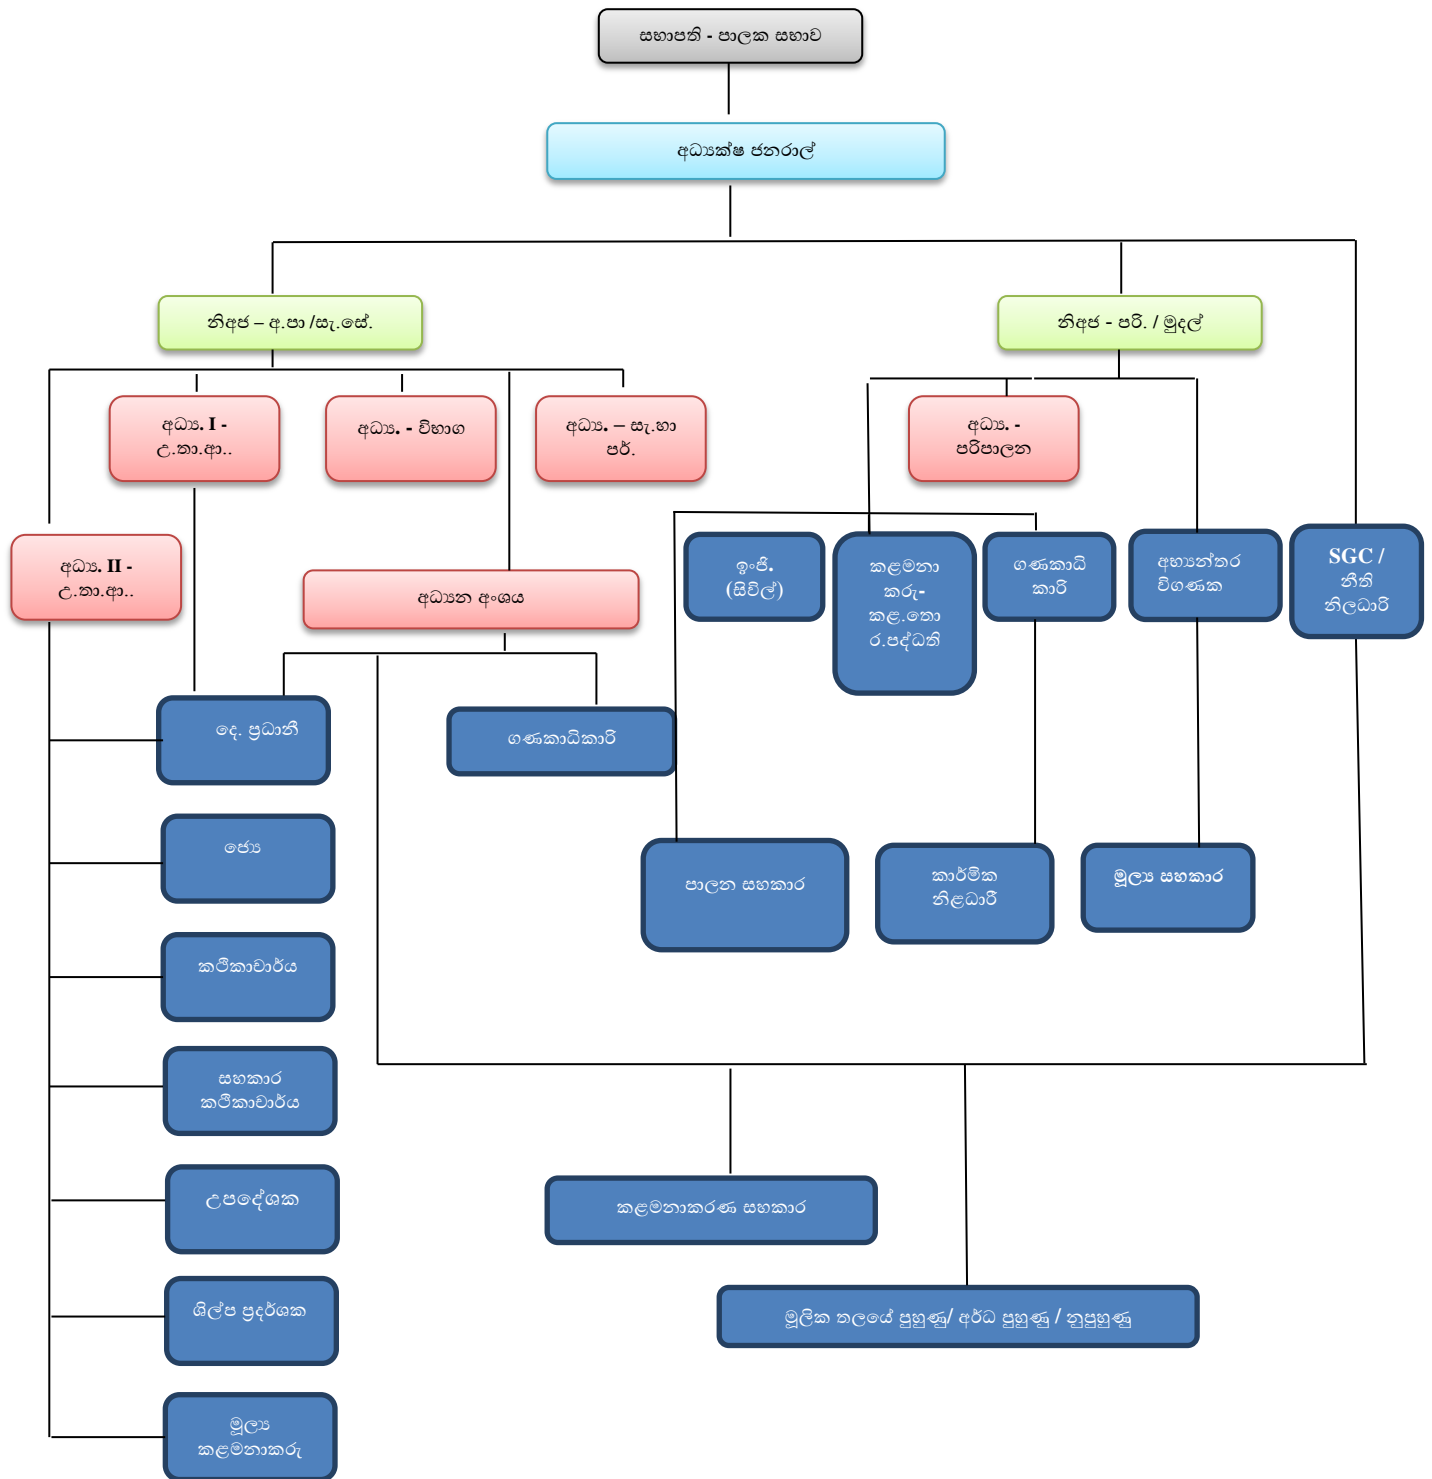 සභාපති - පාලක සභාව
අධ්‍යක්ෂ ජනරාල්
නිඅජ – අ.පා /සැ.සේ.
නිඅජ - පරි. / මුදල්
අධ්‍ය. I -
උ.තා.ආ..
අධ්‍ය. - විභාග
අධ්‍ය. – සැ.හා
පර්.
අධ්‍ය. -
පරිපාලන
අධ්‍ය. II -
උ.තා.ආ..
අධ්‍යන අංශය
ඉංජි.
(සිවිල්)
කළමනා
කරු-
කළ.තො
ර.පද්ධති
ගණකාධි
කාරි
අභ්‍යන්තර
විගණක
SGC /
නීති
නිලධාරි
දෙ. ප්‍රධානී
ගණකාධිකාරි
ජ්‍යෙ
පාලන සහකාර
කාර්මික
නිළධාරී
මූල්‍ය සහකාර
කථිකාචාර්ය
සහකාර
කථිකාචාර්ය
උපදේශක
කළමනාකරණ සහකාර
ශිල්ප ප්‍රදර්ශක
මූලික තලයේ පුහුණු/ අර්ධ පුහුණු / නුපුහුණු
මූල්‍ය
කළමනාකරු